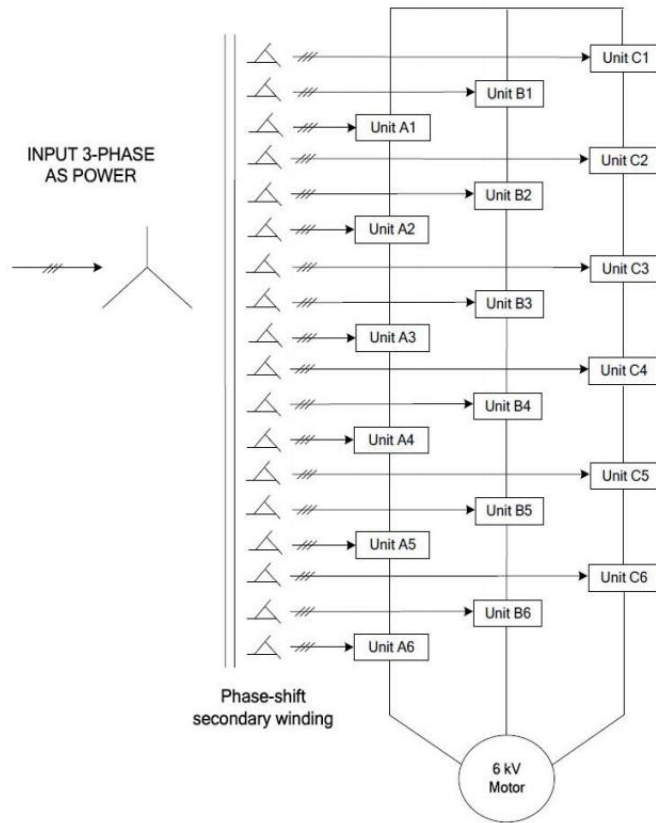 Unit C1
Unit B1
Unit A1
INPUT 3-PHASE
AS POWER
Unit C2
Unit B2
Unit A2
Unit C3
Unit B3
Unit A3
Unit C4
Unit B4
Unit A4
Unit C5
Unit B5
Unit A5
Unit C6
Unit B6
Unit A6
Phase-shift
secondary winding
6 kV
Motor